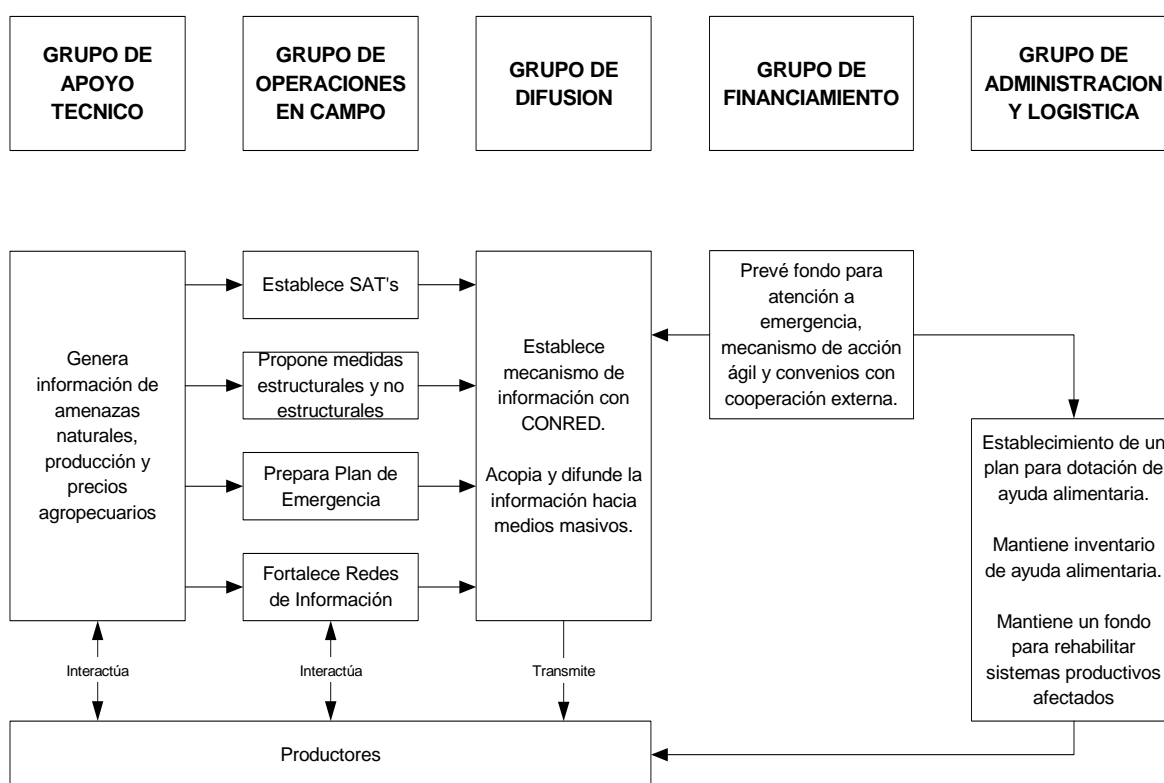 GRUPO DE
APOYO
TECNICO
GRUPO DE
OPERACIONES
EN CAMPO
GRUPO DE
DIFUSION
GRUPO DE
FINANCIAMIENTO
GRUPO DE
ADMINISTRACION
Y LOGISTICA
Genera
información de
amenazas
naturales,
producción y
precios
agropecuarios
Establece SAT's
Propone medidas
estructurales y no
estructurales
Prepara Plan de
Emergencia
Fortalece Redes
de Información
Establece
mecanismo de
información con
CONRED.
Acopia y difunde la
información hacia
medios masivos.
Prevé fondo para
atención a
emergencia,
mecanismo de acción
ágil y convenios con
cooperación externa.
Establecimiento de un
plan para dotación de
ayuda alimentaria.
Mantiene inventario
de ayuda alimentaria.
Mantiene un fondo
para rehabilitar
sistemas productivos
afectados
Interactúa
Interactúa
Transmite
Productores